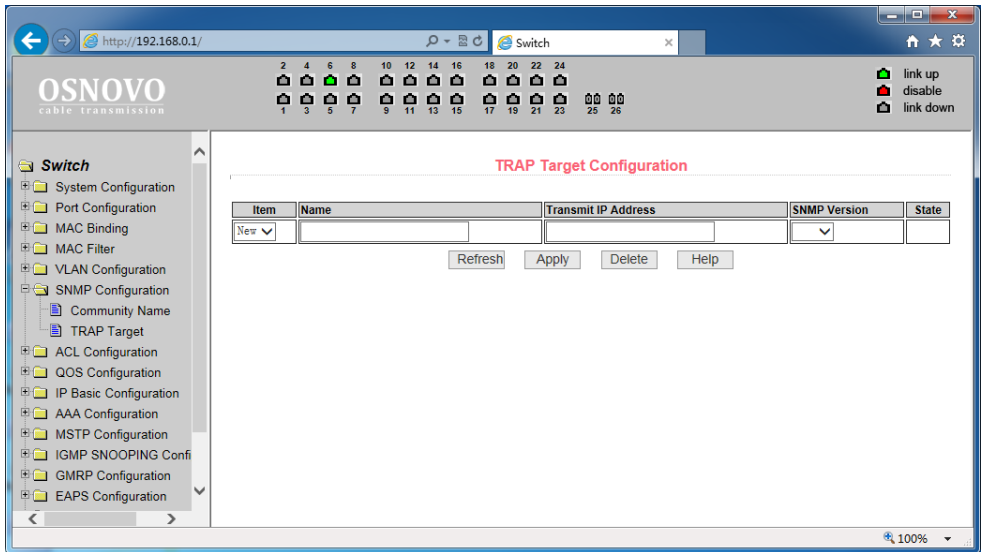 http://192.168.0.1/
Switch
OSNOVO
cable transmission
2 4 6 8 10 12 14 16 18 20 22 24
1 3 5 7 9 11 13 15 17 19 21 23 25 26
link up
disable
link down
Switch
System Configuration
Port Configuration
MAC Binding
MAC Filter
VLAN Configuration
SNMP Configuration
Community Name
TRAP Target
ACL Configuration
QOS Configuration
IP Basic Configuration
AAA Configuration
MSTP Configuration
IGMP SNOOPING Confi
GMRP Configuration
EAPS Configuration
TRAP Target Configuration
Item Name Transmit IP Address SNMP Version State
New
Refresh Apply Delete Help
100%